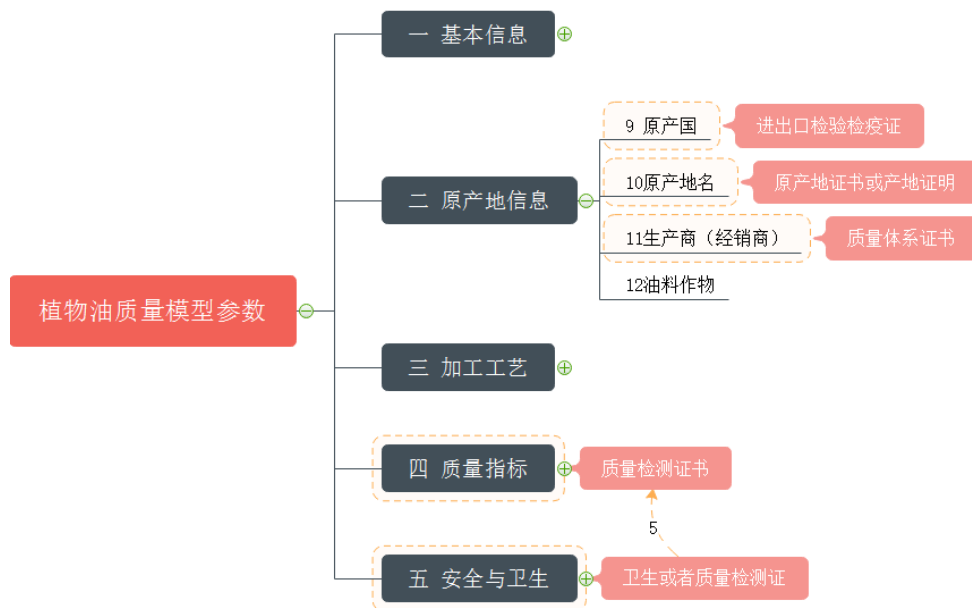 一 基本信息
9 原产国
进出口检验检疫证
10原产地名
原产地证书或产地证明
二 原产地信息
11生产商（经销商）
质量体系证书
12油料作物
植物油质量模型参数
三 加工工艺
四 质量指标
质量检测证书
5
五 安全与卫生
卫生或者质量检测证